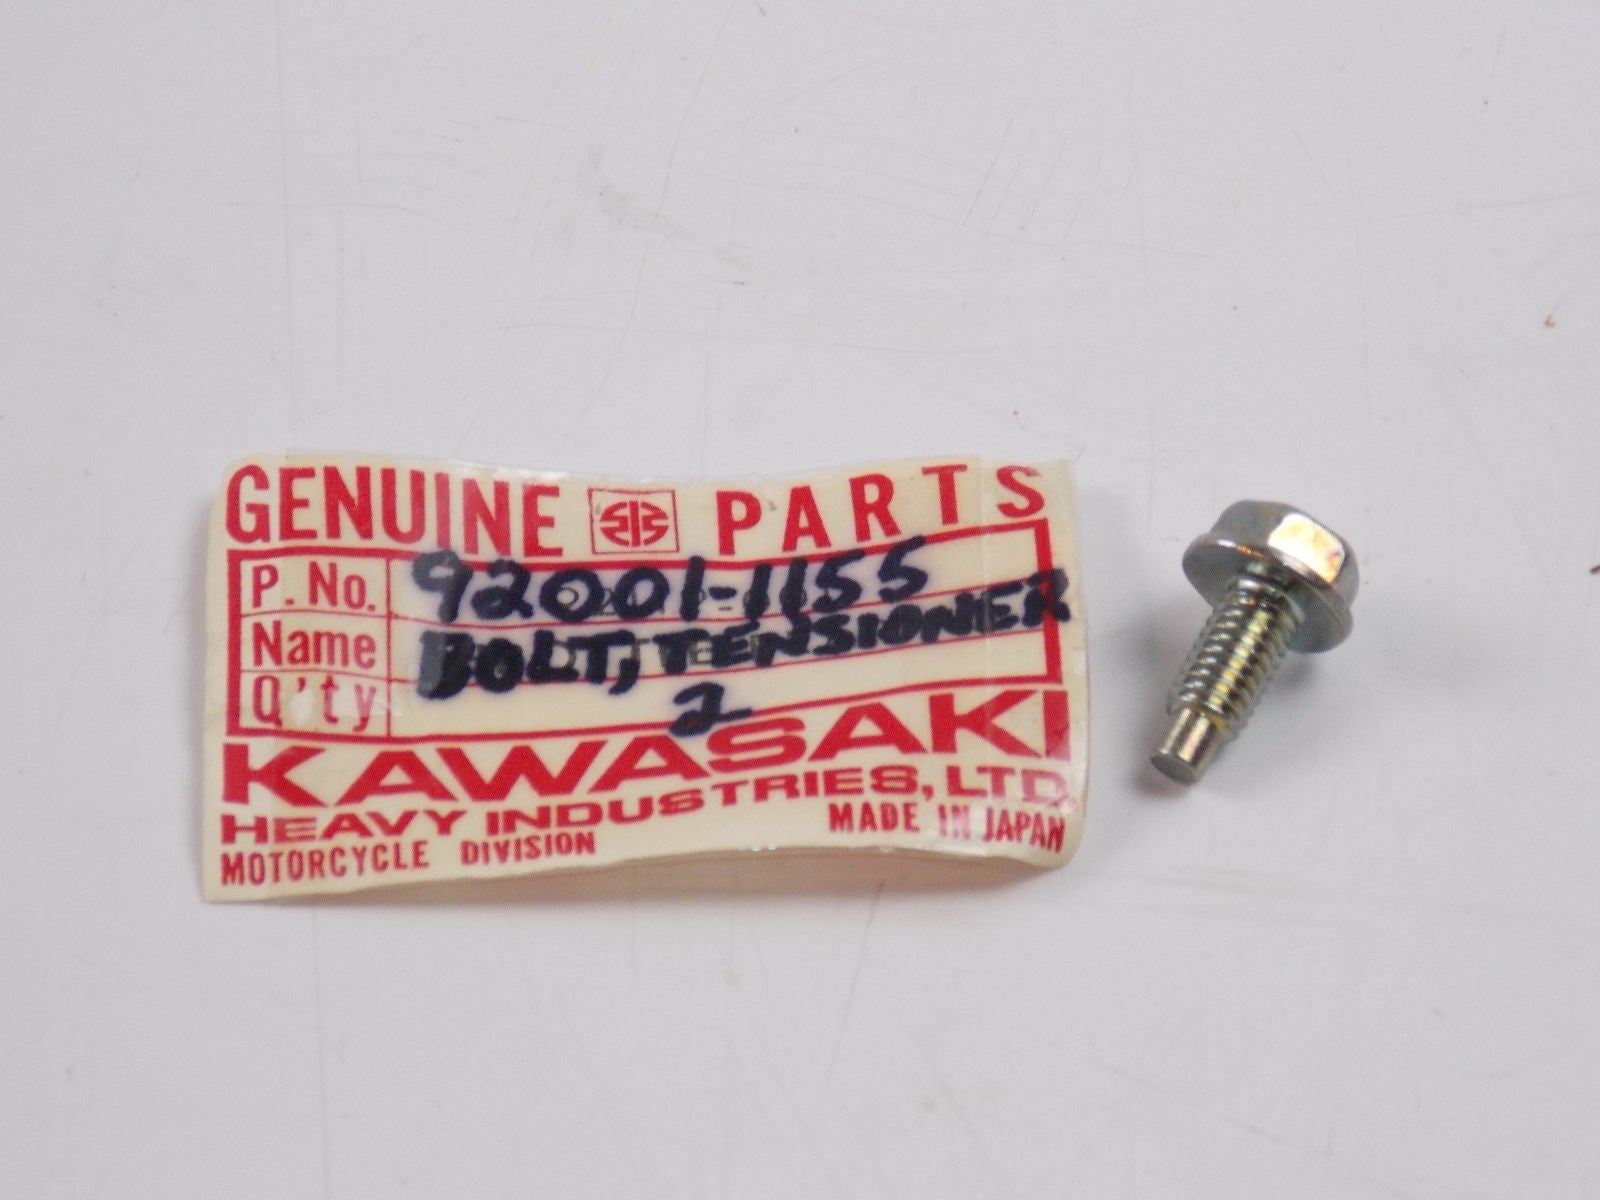 GENUINE PARTS
P. No. 92001-1155
Name BOLT, TENSIONER
Q'ty 2
KAWASAKI
HEAVY INDUSTRIES, LTD.
MOTORCYCLE DIVISION MADE IN JAPAN